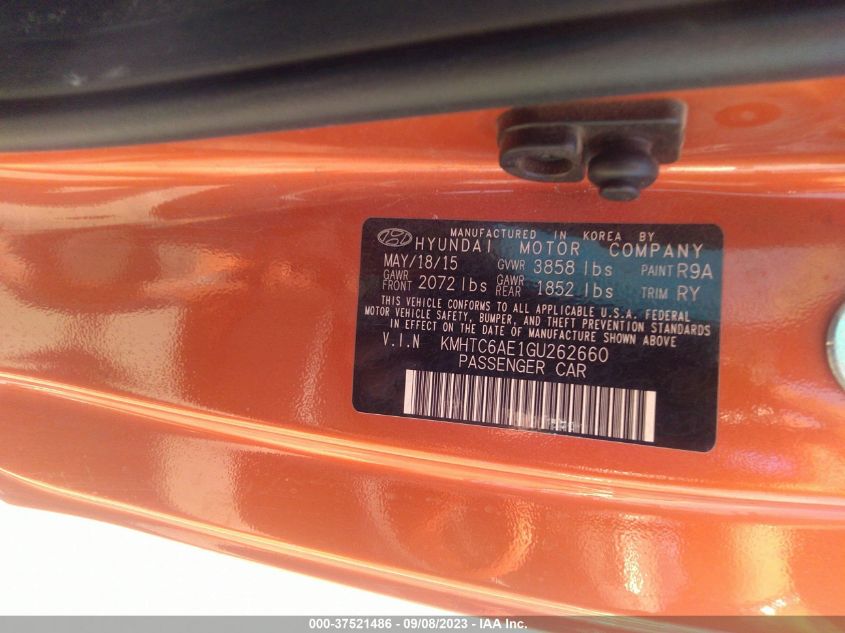 MANUFACTURED IN KOREA BY
HYUNDAI MOTOR COMPANY
MAY/18/15 GVWR 3858 lbs PAINT R9A
GAWR FRONT 2072 lbs GAWR REAR 1852 lbs TRIM RY
THIS VEHICLE CONFORMS TO ALL APPLICABLE U.S.A. FEDERAL
MOTOR VEHICLE SAFETY, BUMPER, AND THEFT PREVENTION STANDARDS
IN EFFECT ON THE DATE OF MANUFACTURE SHOWN ABOVE
V.I.N KMHTC6AE1GU262660
PASSENGER CAR
000-37521486 - 09/08/2023 - IAA Inc.